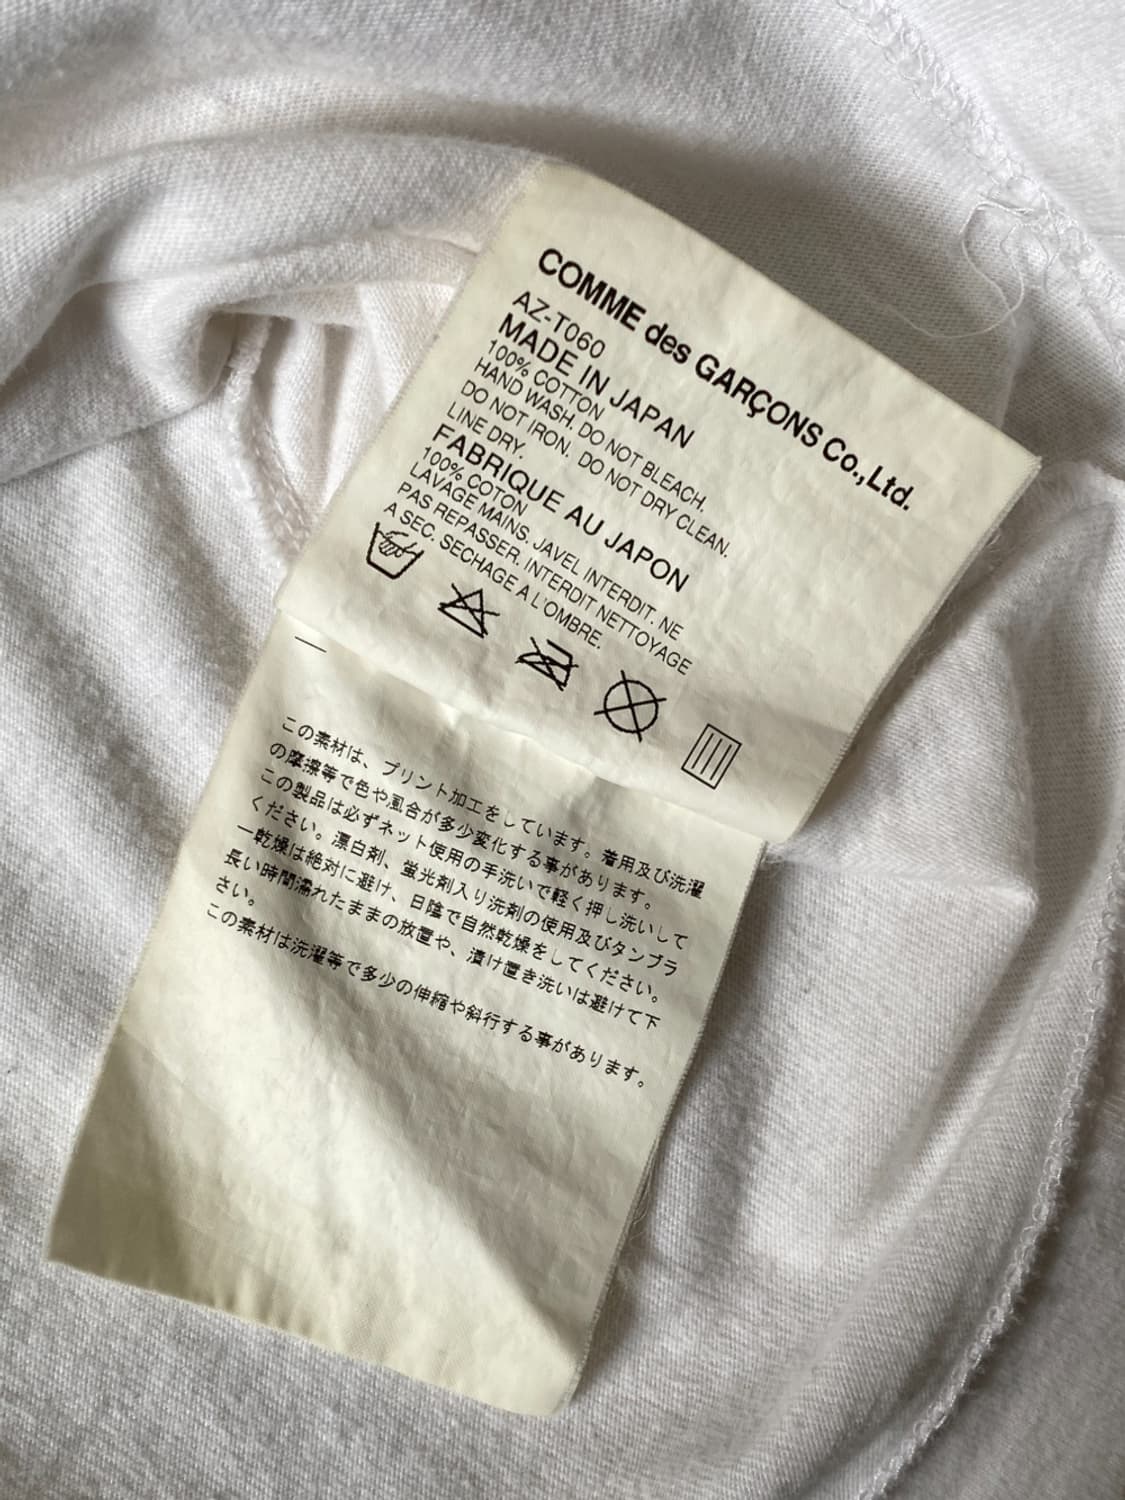 COMME des GARÇONS Co.,Ltd.
AZ-T060
MADE IN JAPAN
100% COTTON
HAND WASH. DO NOT BLEACH.
DO NOT IRON. DO NOT DRY CLEAN.
LINE DRY.
FABRIQUE AU JAPON
100% COTON
LAVAGE MAINS. JAVEL INTERDIT. NE
PAS REPASSER. INTERDIT NETTOYAGE
A SEC. SECHAGE A L'OMBRE.
この素材は、プリント加工をしています。着用及び洗濯
の摩擦等で色や風合が多少変化する事があります。
この製品は必ずネット使用の手洗いで軽く押し洗いして
ください。漂白剤、蛍光剤入り洗剤の使用及びタンブラ
ー乾燥は絶対に避け、日陰で自然乾燥をしてください。
長い時間濡れたままの放置や、漬け置き洗いは避けて下
さい。
この素材は洗濯等で多少の伸縮や斜行する事があります。